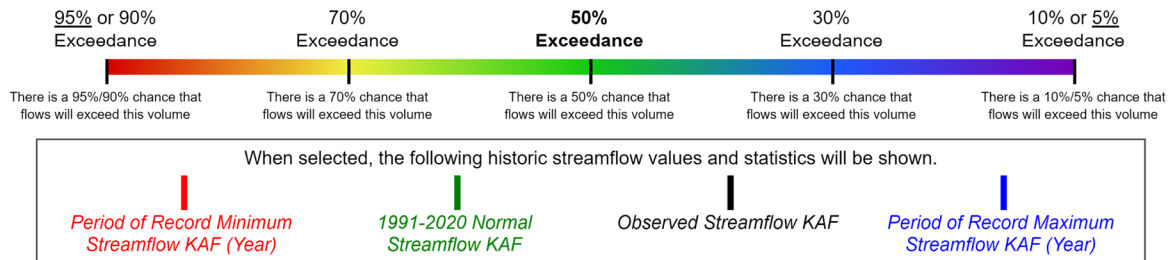 95% or 90% Exceedance
70% Exceedance
50% Exceedance
30% Exceedance
10% or 5% Exceedance
There is a 95%/90% chance that
flows will exceed this volume
There is a 70% chance that
flows will exceed this volume
There is a 50% chance that
flows will exceed this volume
There is a 30% chance that
flows will exceed this volume
There is a 10%/5% chance that
flows will exceed this volume
When selected, the following historic streamflow values and statistics will be shown.
Period of Record Minimum
Streamflow KAF (Year)
1991-2020 Normal
Streamflow KAF
Observed Streamflow KAF
Period of Record Maximum
Streamflow KAF (Year)